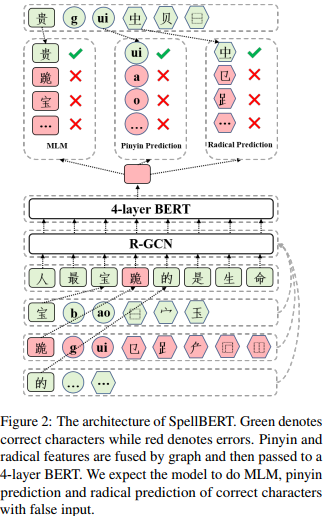 贵 g ui 中 贝
贵 ui 中
跪 a 㔾
宝 o 𧾷
... ... ...
MLM Pinyin Prediction Radical Prediction
4-layer BERT
R-GCN
人 最 宝 跪 的 是 生 命
宝 b ao 宀 玉
跪 g ui 㔾 𧾷 ⺈ 厂
的 ... ...
Figure 2: The architecture of SpellBERT. Green denotes
correct characters while red denotes errors. Pinyin and
radical features are fused by graph and then passed to a
4-layer BERT. We expect the model to do MLM, pinyin
prediction and radical prediction of correct characters
with false input.